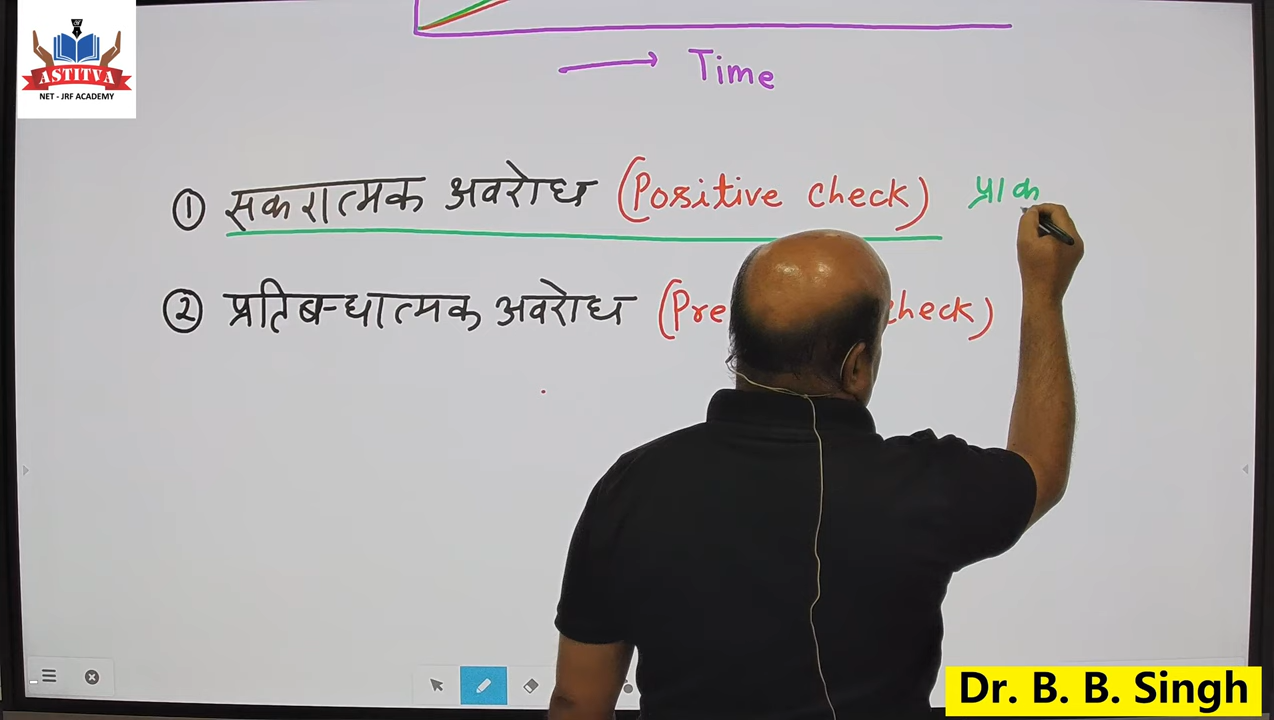 ASTITVA
NET - JRF ACADEMY
Time
① सकारात्मक अवरोध (Positive check) प्राक
② प्रतिबन्धात्मक अवरोध (Pre check)
Dr. B. B. Singh